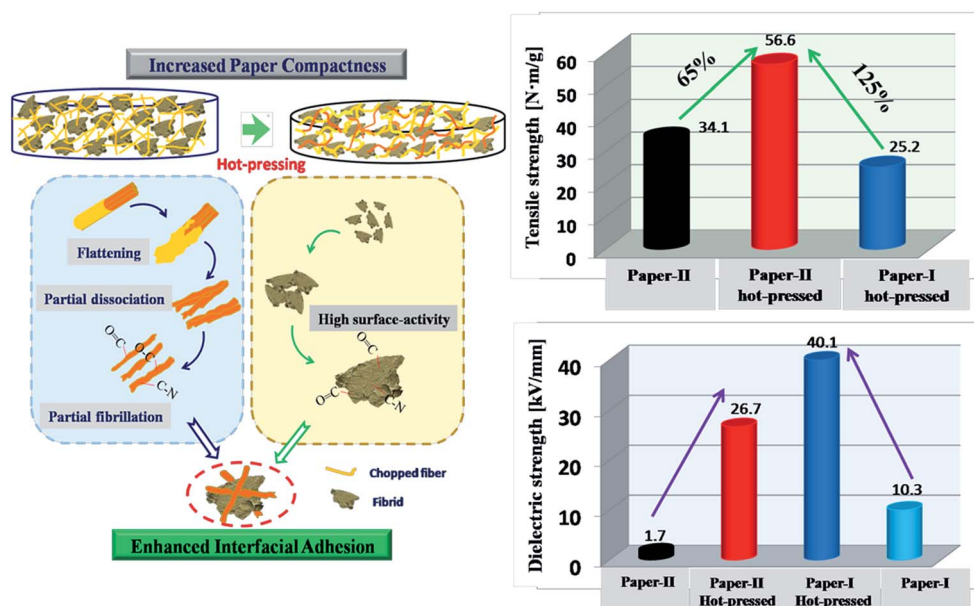 Increased Paper Compactness
Hot-pressing
Flattening
Partial dissociation
O=C
O-C
C-N
Partial fibrillation
High surface-activity
O=C
O=C
C-N
Chopped fiber
Fibrid
Enhanced Interfacial Adhesion
Tensile strength [N·m/g]
60
50
40
30
20
10
0
34.1
65%
56.6
125%
25.2
Paper-II
Paper-II
hot-pressed
Paper-I
hot-pressed
Dielectric strength [kV/mm]
40
30
20
10
0
1.7
26.7
40.1
10.3
Paper-II
Paper-II
Hot-pressed
Paper-I
Hot-pressed
Paper-I